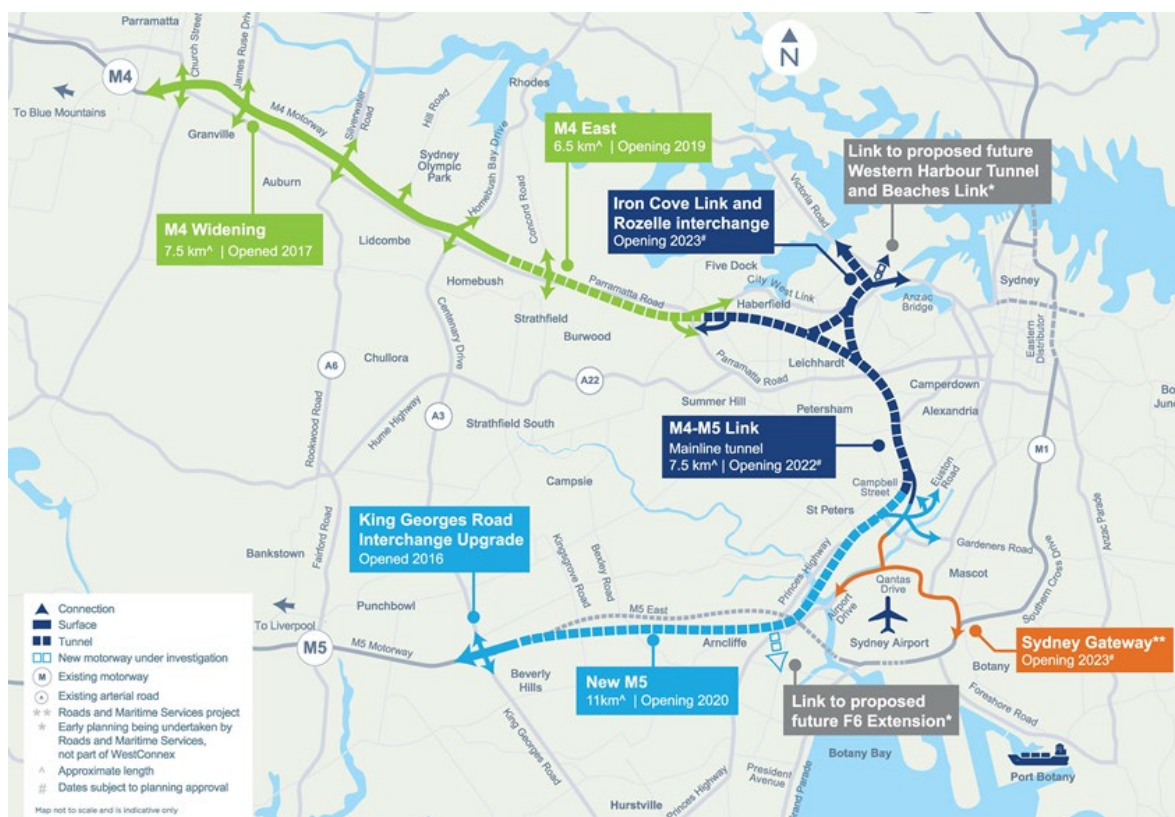 Parramatta
Church Street
James Ruse Drive
M4
To Blue Mountains
M4 Motorway
Silverwater
Road
Hill Road
Rhodes
Granville
Auburn
Sydney
Olympic
Park
Homebush Bay Drive
Concord Road
M4 East
6.5 km^ | Opening 2019
Victoria Road
Link to proposed future
Western Harbour Tunnel
and Beaches Link*
N
M4 Widening
7.5 km^ | Opened 2017
Lidcombe
Iron Cove Link and
Rozelle interchange
Opening 2023#
Homebush
Parramatta Road
Five Dock
City West Link
Haberfield
Anzac
Bridge
Sydney
Eastern
Distributor
Strathfield
Burwood
Centenary Drive
Chullora
A6
A22
Parramatta Road
Leichhardt
Summer Hill
Petersham
Camperdown
Alexandria
Rookwood Road
Hume Highway
A3
Strathfield South
M4-M5 Link
Mainline tunnel
7.5 km^ | Opening 2022#
M1
Campbell
Street
Euston
Road
Anzac Parade
Campsie
St Peters
King Georges Road
Interchange Upgrade
Opened 2016
Bankstown
Fairford Road
Kingsgrove Road
Bexley Road
Princes Highway
Gardeners Road
Mascot
Qantas
Drive
Airport
Drive
Southern Cross Drive
Punchbowl
To Liverpool
M5
M5 Motorway
M5 East
Arncliffe
Sydney Airport
Botany
Sydney Gateway**
Opening 2023#
Beverly
Hills
New M5
11km^ | Opening 2020
Link to proposed
future F6 Extension*
Foreshore Road
King Georges Road
Botany Bay
Port Botany
President
Avenue
Princes Highway
Hurstville
Connection
Surface
Tunnel
New motorway under investigation
M Existing motorway
A Existing arterial road
** Roads and Maritime Services project
* Early planning being undertaken by
Roads and Maritime Services,
not part of WestConnex
^ Approximate length
# Dates subject to planning approval
Map not to scale and is indicative only